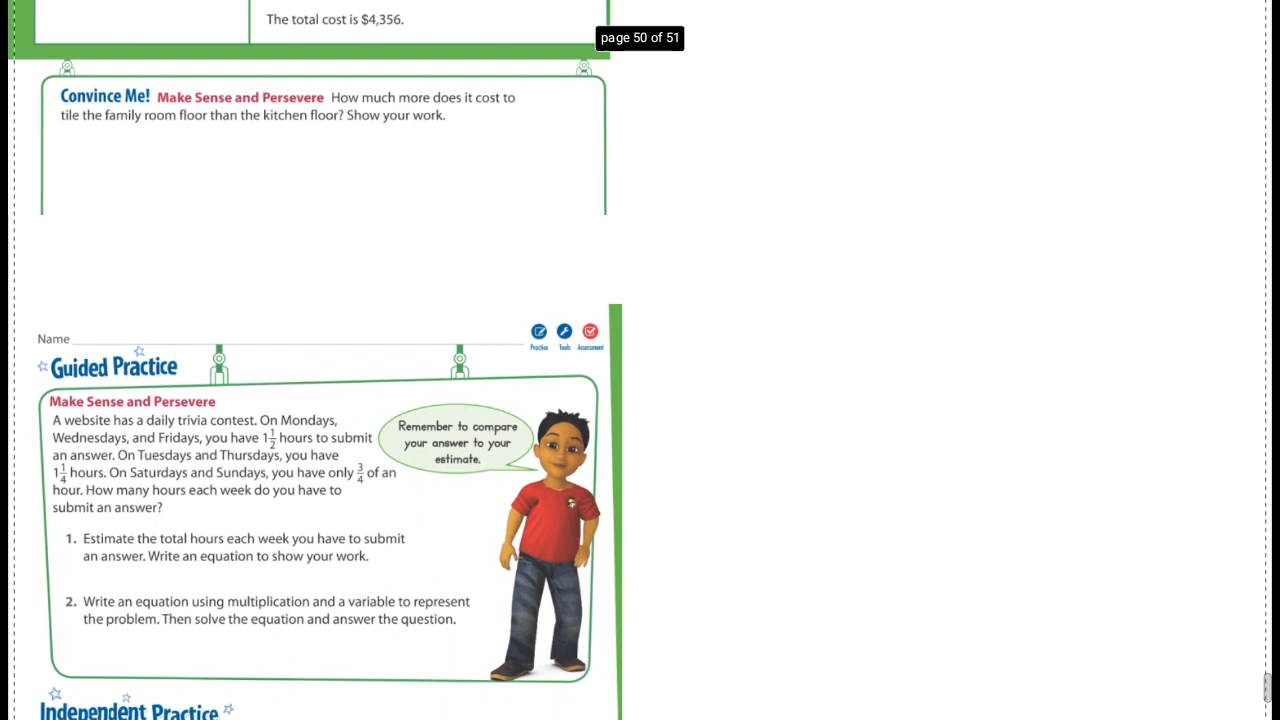 The total cost is $4,356.
page 50 of 51
Convince Me! Make Sense and Persevere How much more does it cost to
tile the family room floor than the kitchen floor? Show your work.
Name
Practice Tools Assessment
Guided Practice
Make Sense and Persevere
A website has a daily trivia contest. On Mondays,
Wednesdays, and Fridays, you have 1 1/2 hours to submit
an answer. On Tuesdays and Thursdays, you have
1 1/4 hours. On Saturdays and Sundays, you have only 3/4 of an
hour. How many hours each week do you have to
submit an answer?
Remember to compare
your answer to your
estimate.
1. Estimate the total hours each week you have to submit
an answer. Write an equation to show your work.
2. Write an equation using multiplication and a variable to represent
the problem. Then solve the equation and answer the question.
Independent Practice